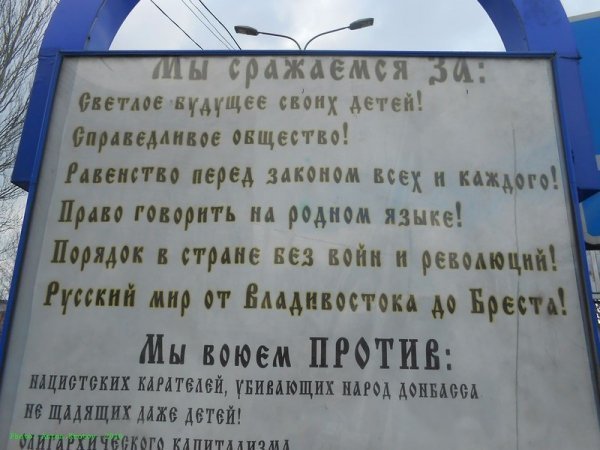 Мы сражаемся ЗА:
Светлое будущее своих детей!
Справедливое общество!
Равенство перед законом всех и каждого!
Право говорить на родном языке!
Порядок в стране без войн и революций!
Русский мир от Владивостока до Бреста!
Мы воюем ПРОТИВ:
нацистских карателей, убивающих народ Донбасса
не щадящих даже детей!
олигархического капитализма